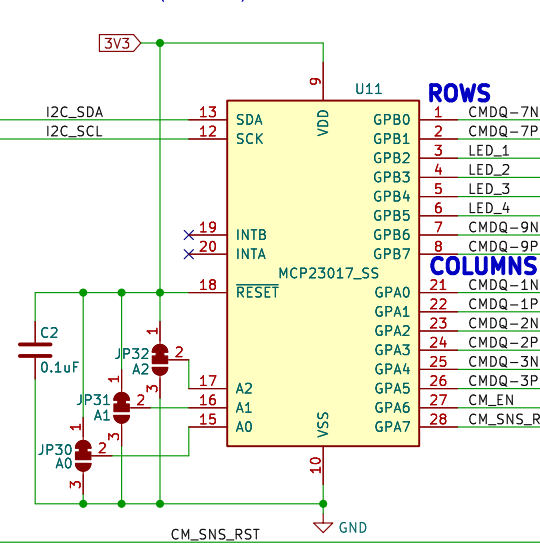 3V3
9
U11
ROWS
I2C_SDA
13
SDA
VDD
GPB0
1
CMDQ-7N
I2C_SCL
12
SCK
GPB1
2
CMDQ-7P
GPB2
3
LED_1
GPB3
4
LED_2
GPB4
5
LED_3
GPB5
6
LED_4
19
INTB
GPB6
7
CMDQ-9N
20
INTA
GPB7
8
CMDQ-9P
MCP23017_SS
COLUMNS
18
RESET
GPA0
21
CMDQ-1N
GPA1
22
CMDQ-1P
GPA2
23
CMDQ-2N
GPA3
24
CMDQ-2P
GPA4
25
CMDQ-3N
17
A2
GPA5
26
CMDQ-3P
16
A1
GPA6
27
CM_EN
15
A0
VSS
GPA7
28
CM_SNS_R
C2
0.1uF
JP32
A2
1
2
3
JP31
A1
1
2
3
JP30
A0
1
2
3
10
GND
CM_SNS_RST